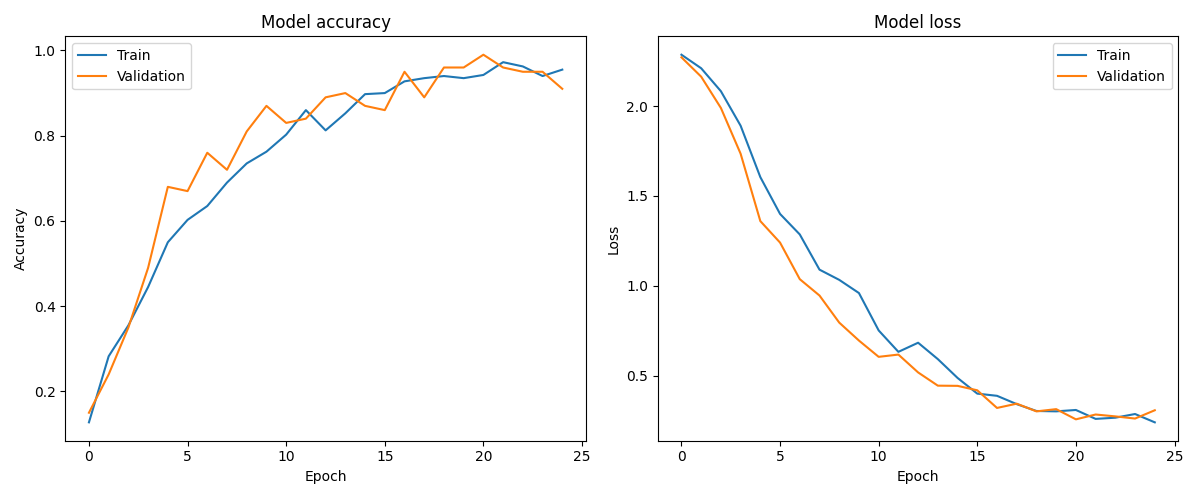 Model accuracy
Train
Validation
1.0
0.8
0.6
0.4
0.2
Accuracy
0 5 10 15 20 25
Epoch
Model loss
Train
Validation
2.0
1.5
1.0
0.5
Loss
0 5 10 15 20 25
Epoch